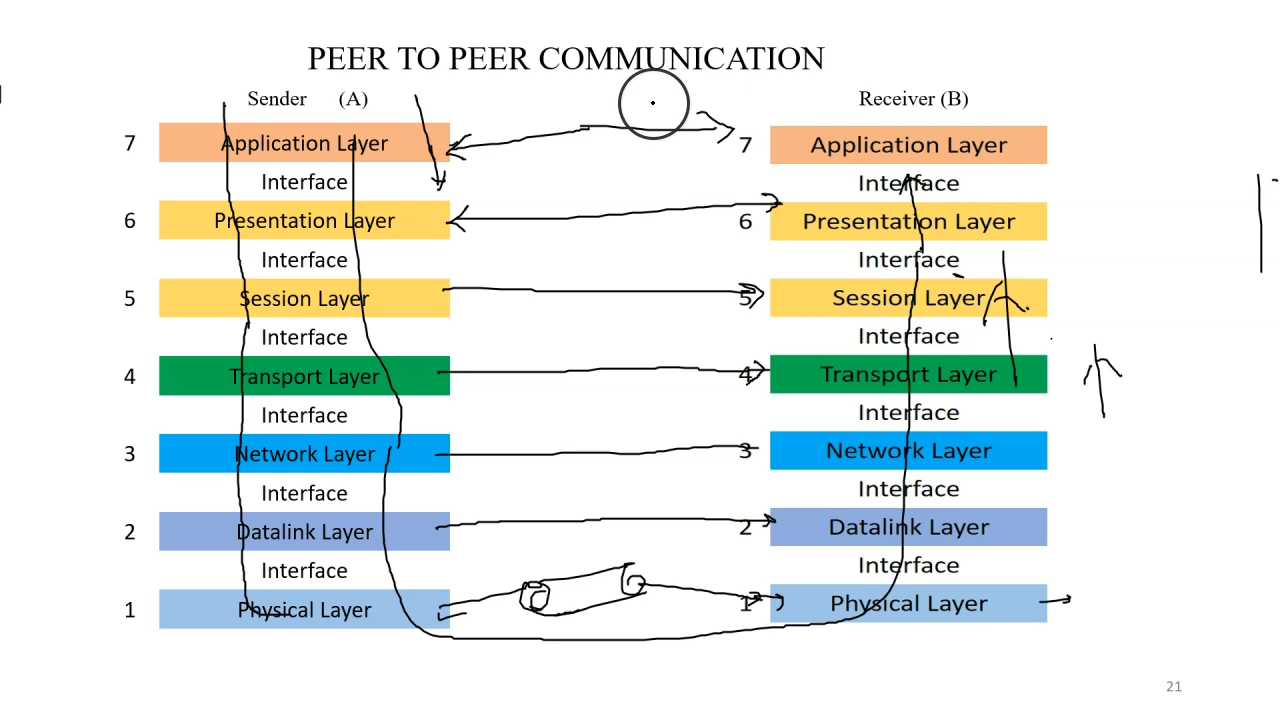 PEER TO PEER COMMUNICATION
Sender (A) Receiver (B)
7 Application Layer 7 Application Layer
Interface Interface
6 Presentation Layer 6 Presentation Layer
Interface Interface
5 Session Layer 5 Session Layer
Interface Interface
4 Transport Layer 4 Transport Layer
Interface Interface
3 Network Layer 3 Network Layer
Interface Interface
2 Datalink Layer 2 Datalink Layer
Interface Interface
1 Physical Layer 1 Physical Layer
21